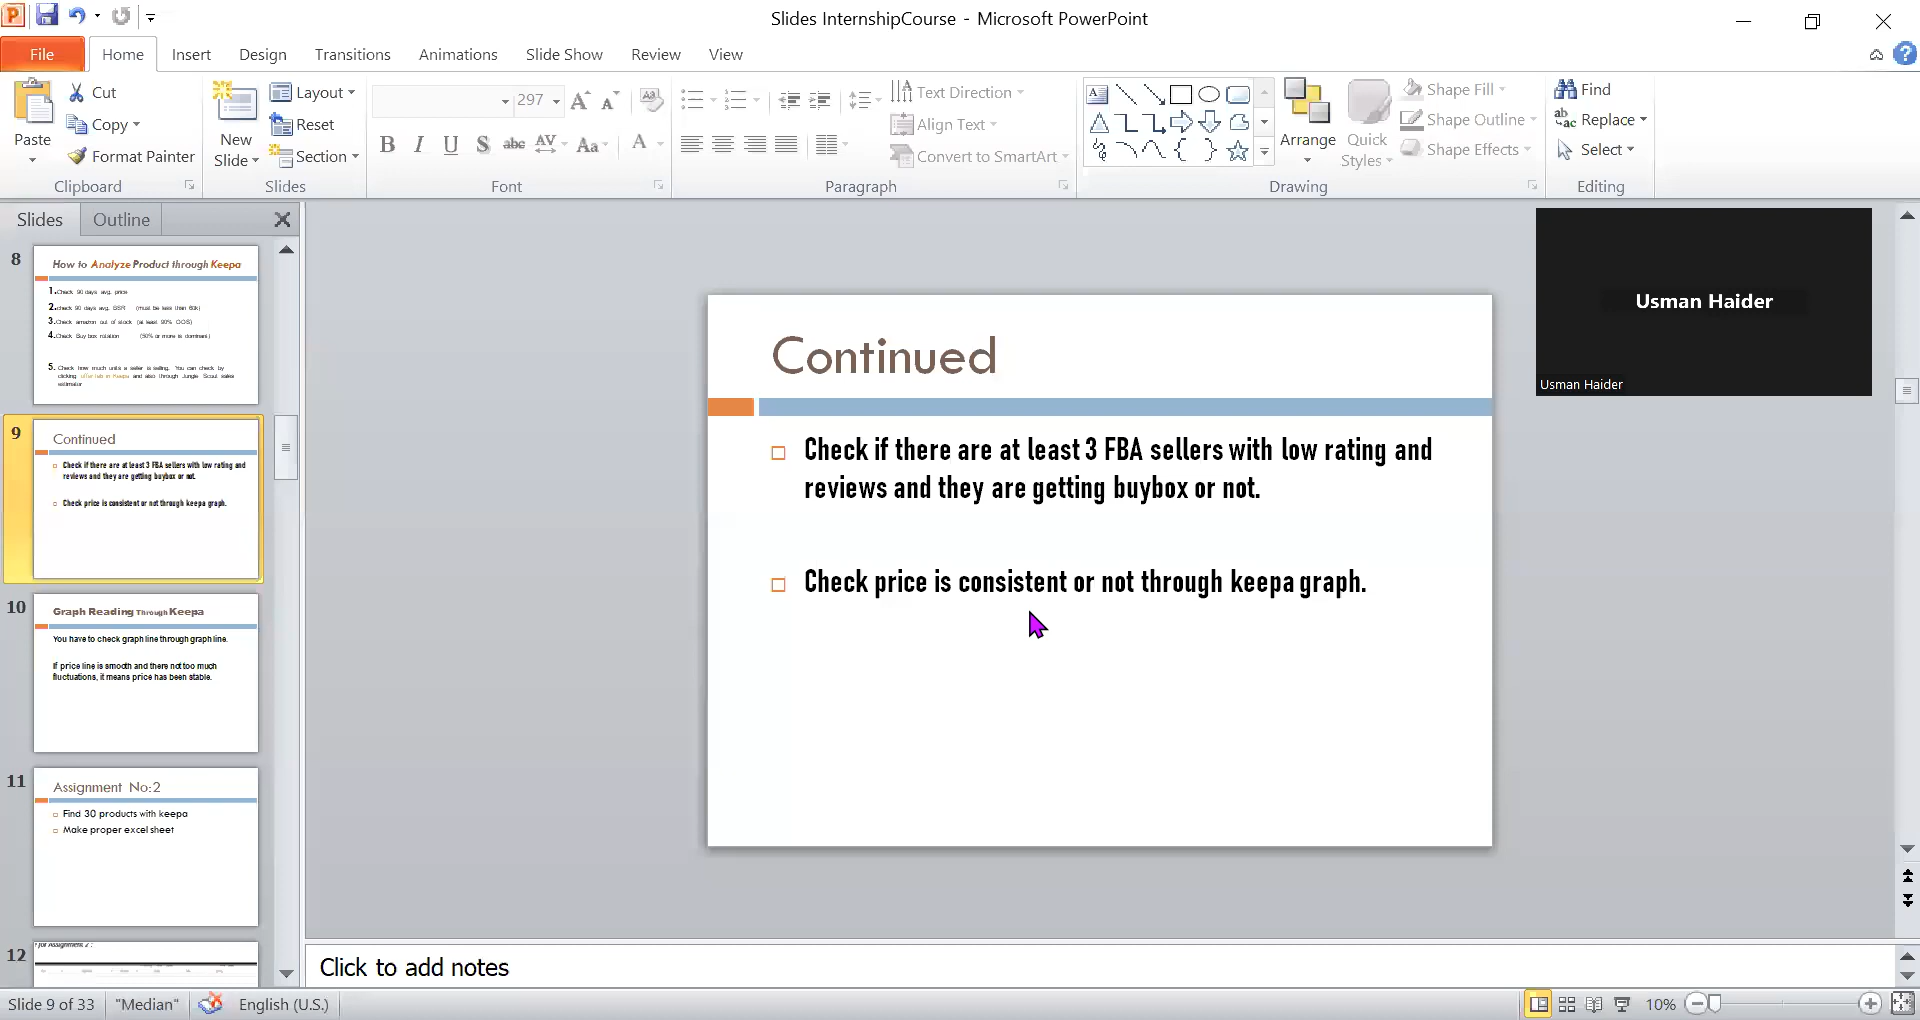 Slides InternshipCourse - Microsoft PowerPoint
File Home Insert Design Transitions Animations Slide Show Review View
Paste
Cut
Copy
Format Painter
Clipboard
New Slide
Layout
Reset
Section
Slides
297
B I U S abc AV Aa A
Font
Text Direction
Align Text
Convert to SmartArt
Paragraph
Arrange
Quick Styles
Shape Fill
Shape Outline
Shape Effects
Drawing
Find
Replace
Select
Editing
Slides Outline
8
How to Analyze Product through Keepa
1.Check 90 days avg. price
2.check 90 days avg. BSR (must be less than 60k)
3.Check amazon out of stock (at least 90% OOS)
4.Check Buy box rotation (50% or more is dominant)
5. Check how much units a seller is selling. You can check by
clicking offer tab in Keepa and also through Jungle Scout sales
estimator
9
Continued
Check if there are at least 3 FBA sellers with low rating and
reviews and they are getting buybox or not.
Check price is consistent or not through keepa graph.
10
Graph Reading Through Keepa
You have to check graph line through graph line.
If price line is smooth and there not too much
fluctuations, it means price has been stable.
11
Assignment No:2
Find 30 products with keepa
Make proper excel sheet
12
for Assignment 2 :
Continued
Check if there are at least 3 FBA sellers with low rating and
reviews and they are getting buybox or not.
Check price is consistent or not through keepa graph.
Usman Haider
Usman Haider
Click to add notes
Slide 9 of 33 "Median" English (U.S.) 10%